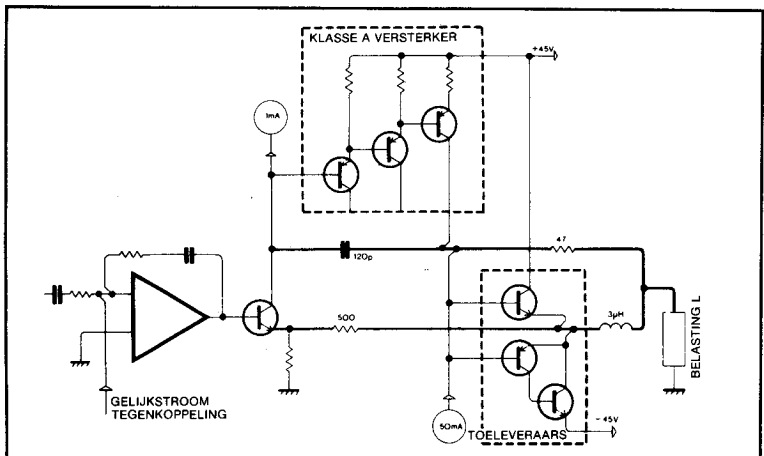 KLASSE A VERSTERKER
+45V
1mA
120p
47
500
3µH
BELASTING L
GELIJKSTROOM
TEGENKOPPELING
50mA
TOELEVERAARS
-45V